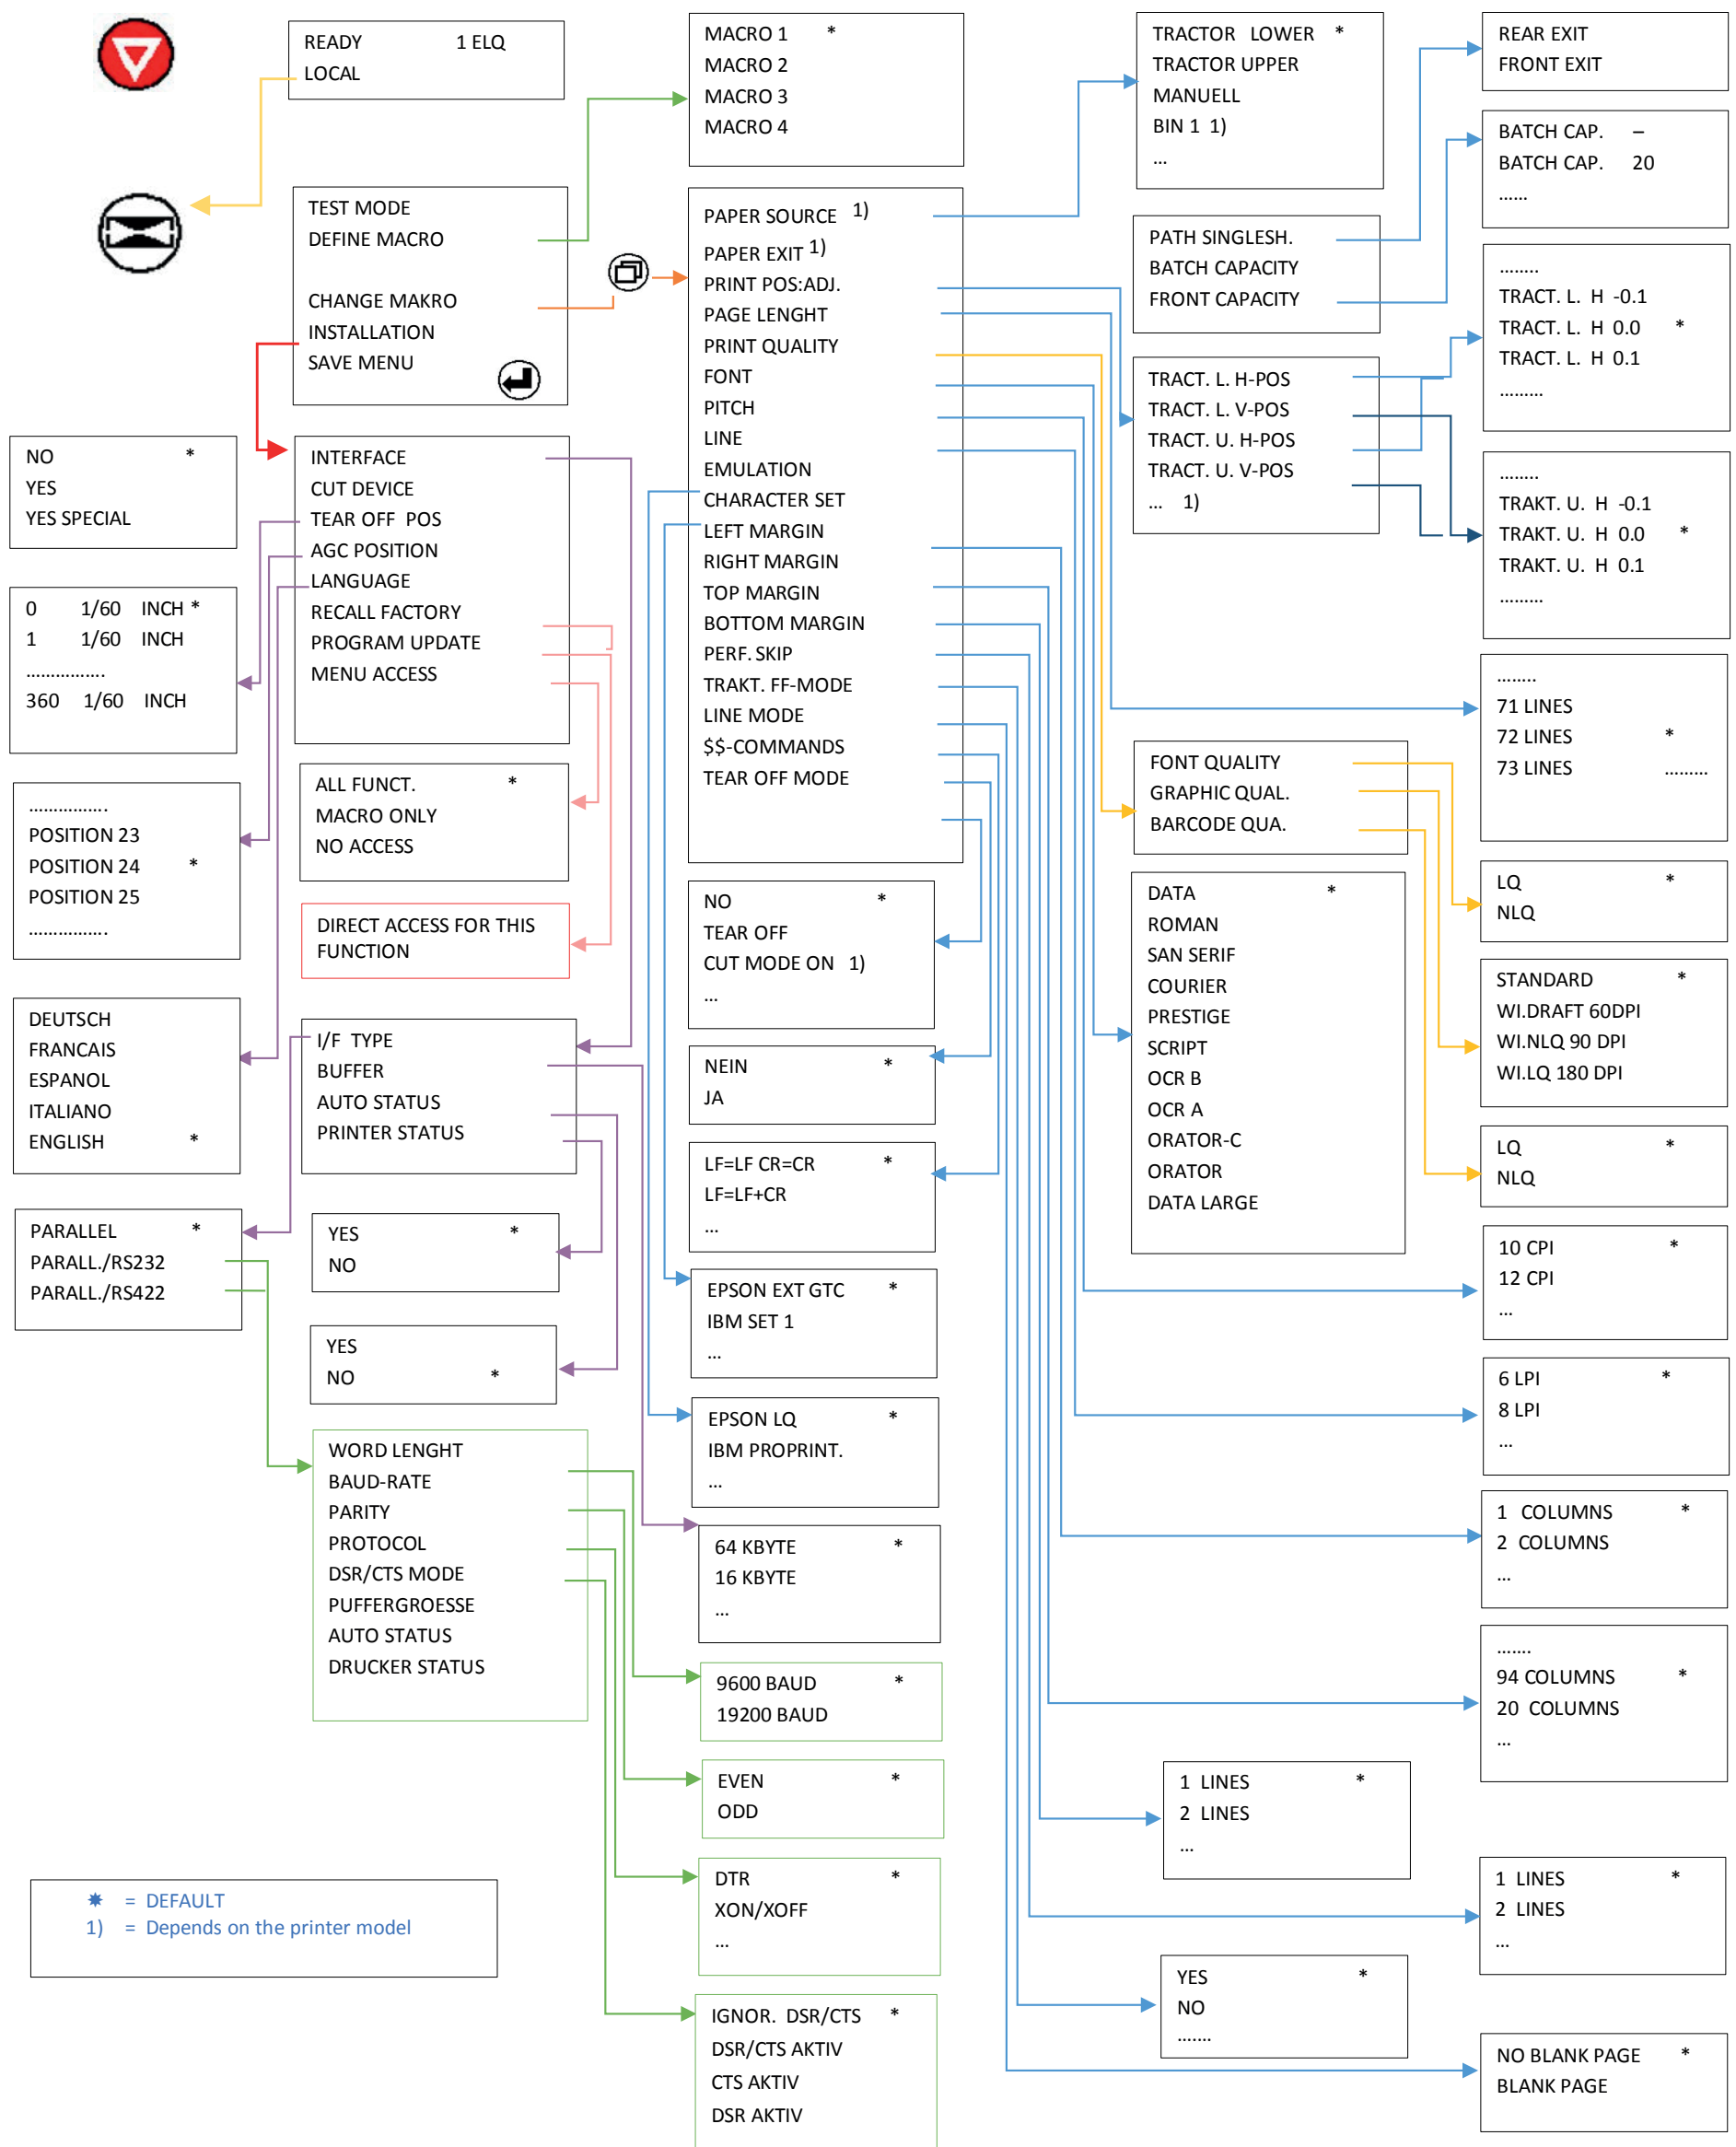 READY 1 ELQ
LOCAL
TEST MODE
DEFINE MACRO
CHANGE MAKRO
INSTALLATION
SAVE MENU
NO *
YES
YES SPECIAL
0 1/60 INCH *
1 1/60 INCH
................
360 1/60 INCH
................
POSITION 23
POSITION 24 *
POSITION 25
................
DEUTSCH
FRANCAIS
ESPANOL
ITALIANO
ENGLISH *
PARALLEL *
PARALL./RS232
PARALL./RS422
INTERFACE
CUT DEVICE
TEAR OFF POS
AGC POSITION
LANGUAGE
RECALL FACTORY
PROGRAM UPDATE
MENU ACCESS
ALL FUNCT. *
MACRO ONLY
NO ACCESS
DIRECT ACCESS FOR THIS
FUNCTION
I/F TYPE
BUFFER
AUTO STATUS
PRINTER STATUS
YES *
NO
YES
NO *
WORD LENGHT
BAUD-RATE
PARITY
PROTOCOL
DSR/CTS MODE
PUFFERGROESSE
AUTO STATUS
DRUCKER STATUS
✷ = DEFAULT
1) = Depends on the printer model
MACRO 1 *
MACRO 2
MACRO 3
MACRO 4
PAPER SOURCE 1)
PAPER EXIT 1)
PRINT POS:ADJ.
PAGE LENGHT
PRINT QUALITY
FONT
PITCH
LINE
EMULATION
CHARACTER SET
LEFT MARGIN
RIGHT MARGIN
TOP MARGIN
BOTTOM MARGIN
PERF. SKIP
TRAKT. FF-MODE
LINE MODE
$$-COMMANDS
TEAR OFF MODE
NO *
TEAR OFF
CUT MODE ON 1)
...
NEIN *
JA
LF=LF CR=CR *
LF=LF+CR
...
EPSON EXT GTC *
IBM SET 1
...
EPSON LQ *
IBM PROPRINT.
...
64 KBYTE *
16 KBYTE
...
9600 BAUD *
19200 BAUD
EVEN *
ODD
DTR *
XON/XOFF
...
IGNOR. DSR/CTS *
DSR/CTS AKTIV
CTS AKTIV
DSR AKTIV
TRACTOR LOWER *
TRACTOR UPPER
MANUELL
BIN 1 1)
...
PATH SINGLESH.
BATCH CAPACITY
FRONT CAPACITY
TRACT. L. H-POS
TRACT. L. V-POS
TRACT. U. H-POS
TRACT. U. V-POS
... 1)
FONT QUALITY
GRAPHIC QUAL.
BARCODE QUA.
DATA *
ROMAN
SAN SERIF
COURIER
PRESTIGE
SCRIPT
OCR B
OCR A
ORATOR-C
ORATOR
DATA LARGE
1 LINES *
2 LINES
...
YES *
NO
.......
REAR EXIT
FRONT EXIT
BATCH CAP. –
BATCH CAP. 20
......
........
TRACT. L. H -0.1
TRACT. L. H 0.0 *
TRACT. L. H 0.1
.........
........
TRAKT. U. H -0.1
TRAKT. U. H 0.0 *
TRAKT. U. H 0.1
.........
........
71 LINES
72 LINES *
73 LINES .........
LQ *
NLQ
STANDARD *
WI.DRAFT 60DPI
WI.NLQ 90 DPI
WI.LQ 180 DPI
LQ *
NLQ
10 CPI *
12 CPI
...
6 LPI *
8 LPI
...
1 COLUMNS *
2 COLUMNS
...
.......
94 COLUMNS *
20 COLUMNS
...
1 LINES *
2 LINES
...
NO BLANK PAGE *
BLANK PAGE